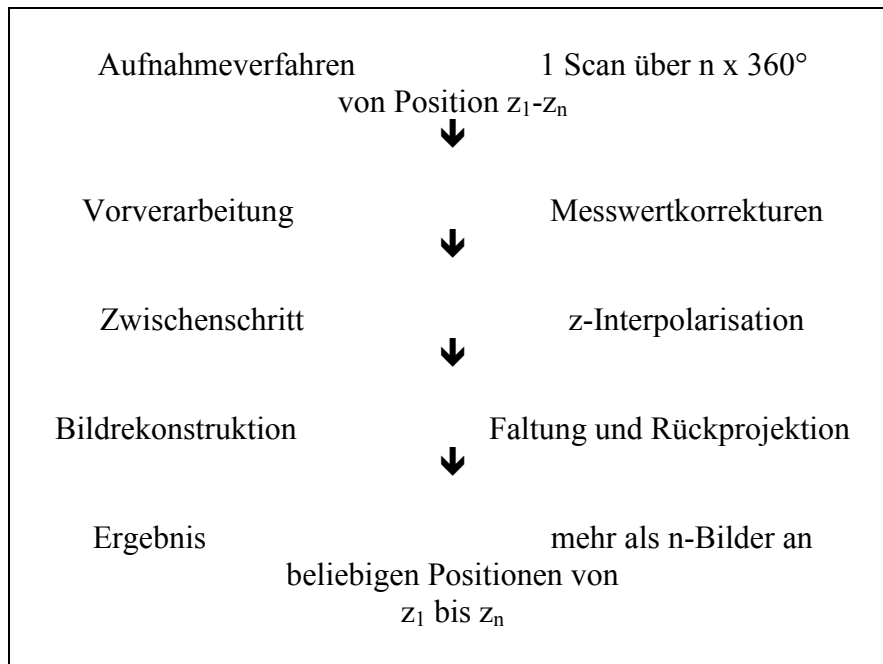 Aufnahmeverfahren 1 Scan über n x 360°
von Position z₁-zₙ
🡻
Vorverarbeitung Messwertkorrekturen
🡻
Zwischenschritt z-Interpolarisation
🡻
Bildrekonstruktion Faltung und Rückprojektion
🡻
Ergebnis mehr als n-Bilder an
beliebigen Positionen von
z₁ bis zₙ